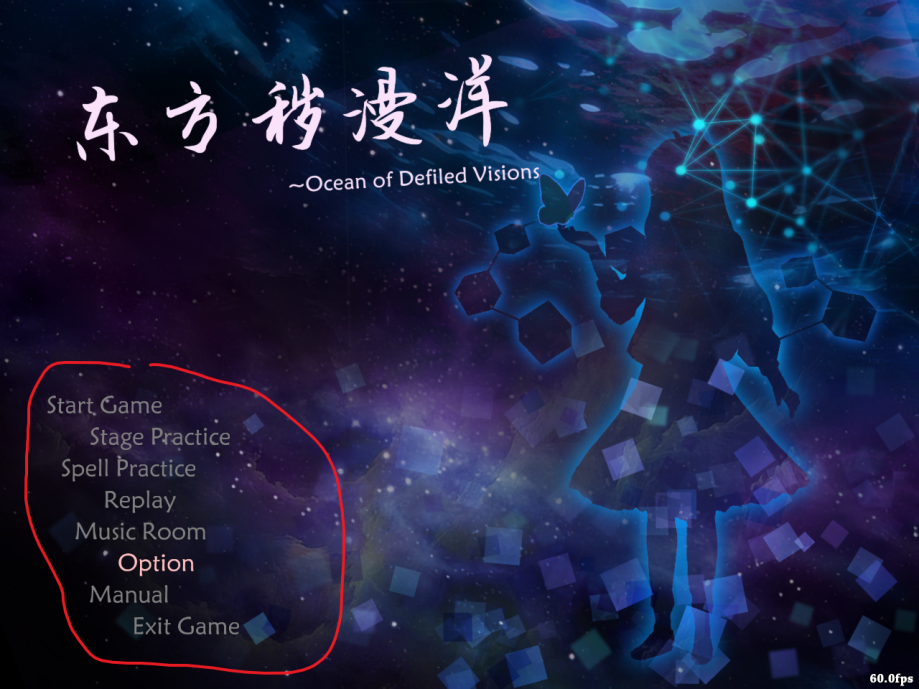 东方秽漫洋
~Ocean of Defiled Visions
Start Game
Stage Practice
Spell Practice
Replay
Music Room
Option
Manual
Exit Game
60.0fps